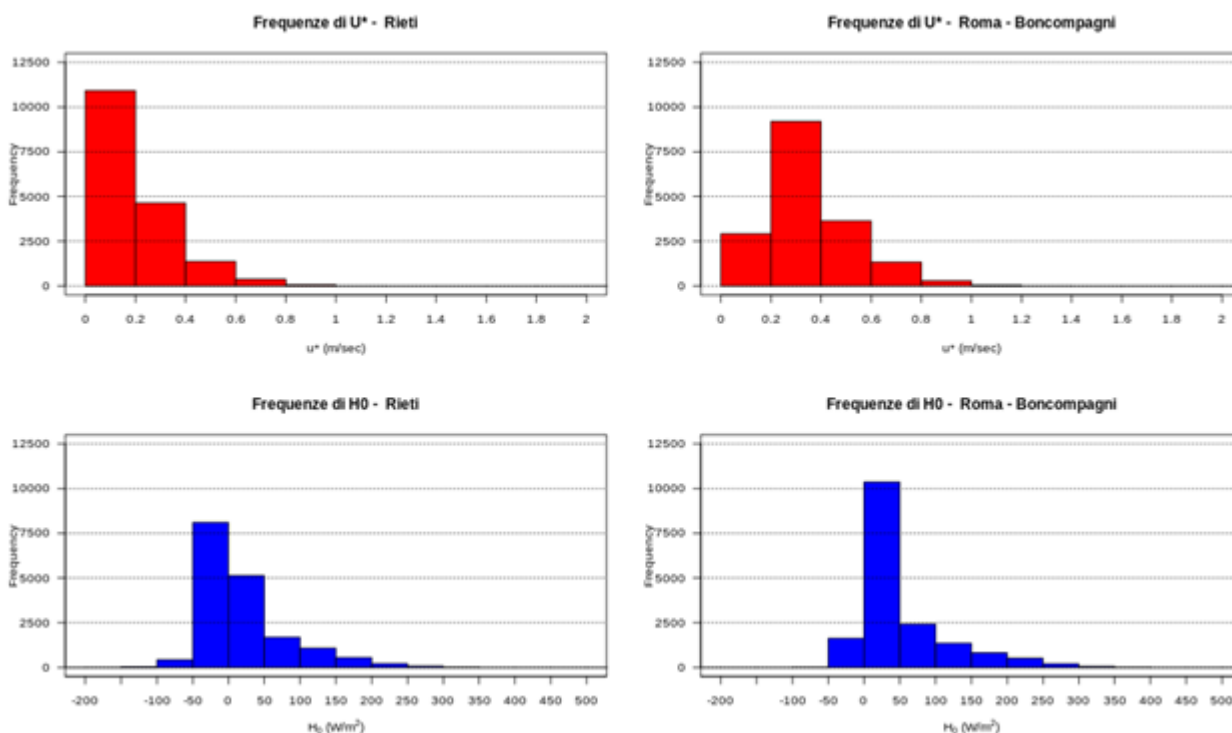 Frequenze di U* - Rieti
12500
10000
7500
5000
2500
0
Frequency
0 0.2 0.4 0.6 0.8 1 1.2 1.4 1.6 1.8 2
u* (m/sec)
Frequenze di U* - Roma - Boncompagni
12500
10000
7500
5000
2500
0
Frequency
0 0.2 0.4 0.6 0.8 1 1.2 1.4 1.6 1.8 2
u* (m/sec)
Frequenze di H0 - Rieti
12500
10000
7500
5000
2500
0
Frequency
-200 -100 -50 0 50 100 150 200 250 300 350 400 450 500
H₀ (W/m²)
Frequenze di H0 - Roma - Boncompagni
12500
10000
7500
5000
2500
0
Frequency
-200 -100 -50 0 50 100 150 200 250 300 350 400 450 500
H₀ (W/m²)